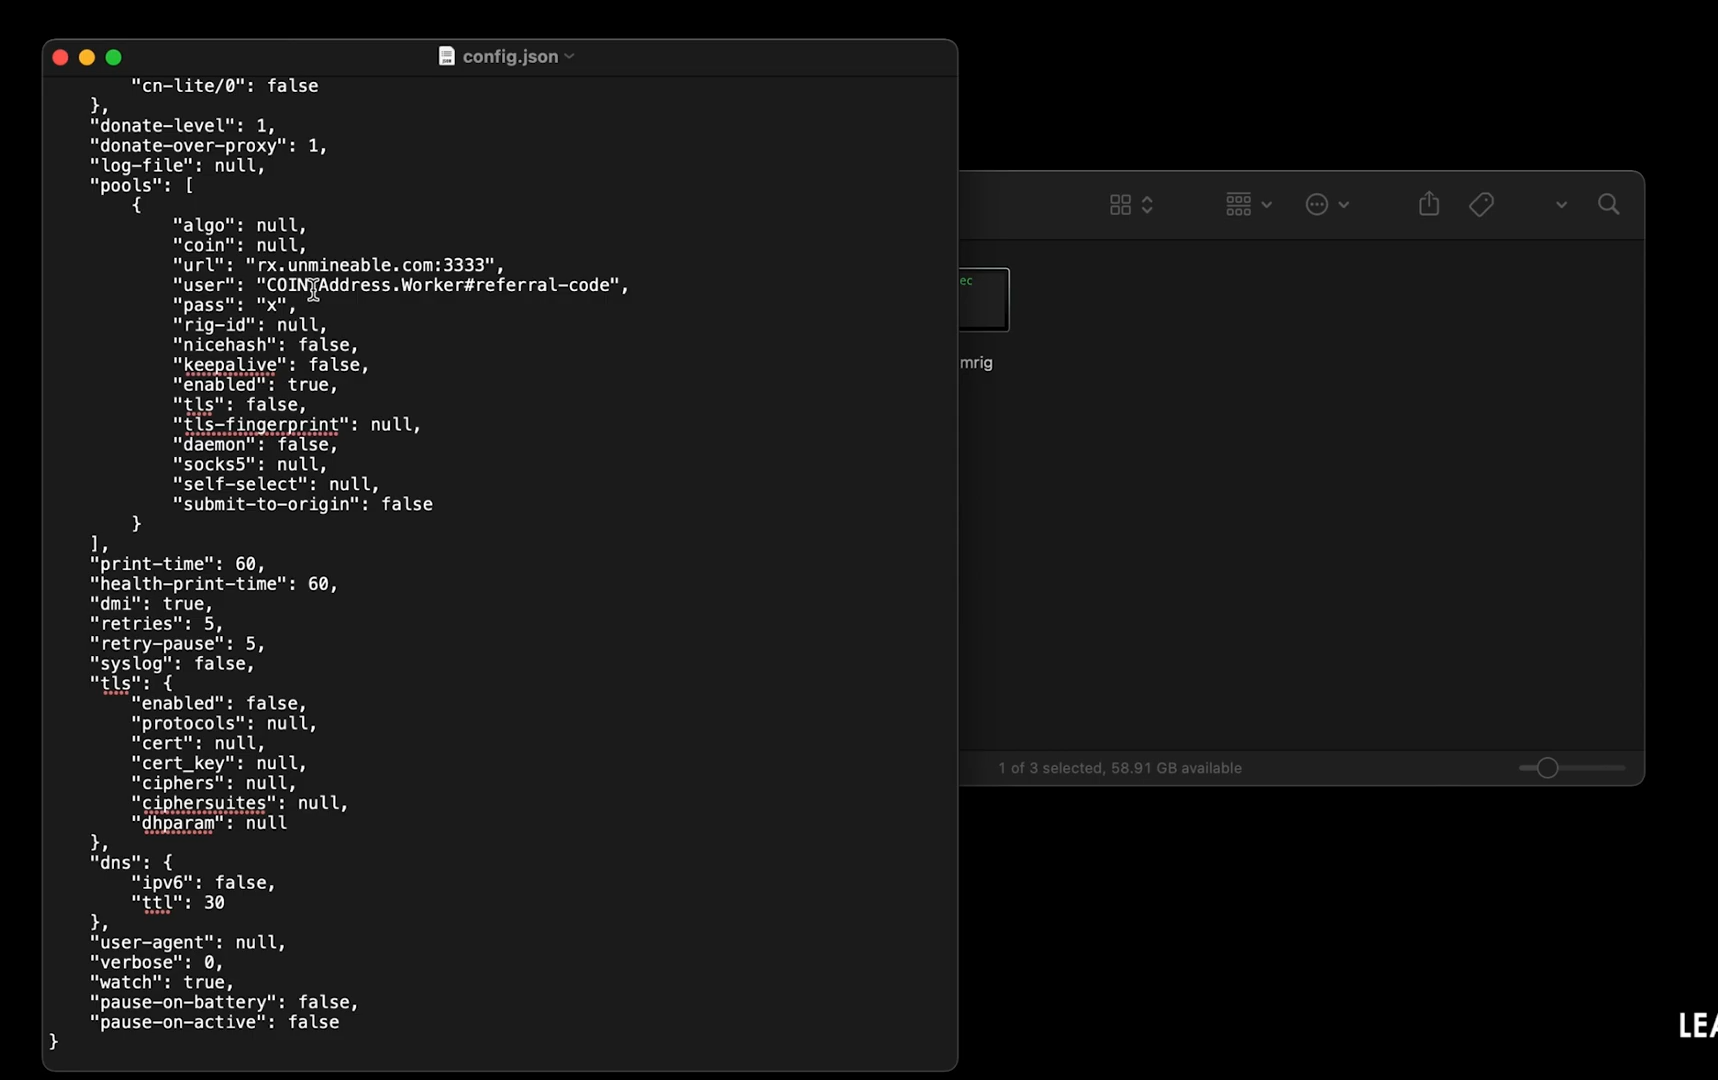 config.json
"cn-lite/0": false
},
"donate-level": 1,
"donate-over-proxy": 1,
"log-file": null,
"pools": [
{
"algo": null,
"coin": null,
"url": "rx.unmineable.com:3333",
"user": "COIN:Address.Worker#referral-code",
"pass": "x",
"rig-id": null,
"nicehash": false,
"keepalive": false,
"enabled": true,
"tls": false,
"tls-fingerprint": null,
"daemon": false,
"socks5": null,
"self-select": null,
"submit-to-origin": false
}
],
"print-time": 60,
"health-print-time": 60,
"dmi": true,
"retries": 5,
"retry-pause": 5,
"syslog": false,
"tls": {
"enabled": false,
"protocols": null,
"cert": null,
"cert_key": null,
"ciphers": null,
"ciphersuites": null,
"dhparam": null
},
"dns": {
"ipv6": false,
"ttl": 30
},
"user-agent": null,
"verbose": 0,
"watch": true,
"pause-on-battery": false,
"pause-on-active": false
}
ec
mrig
1 of 3 selected, 58.91 GB available